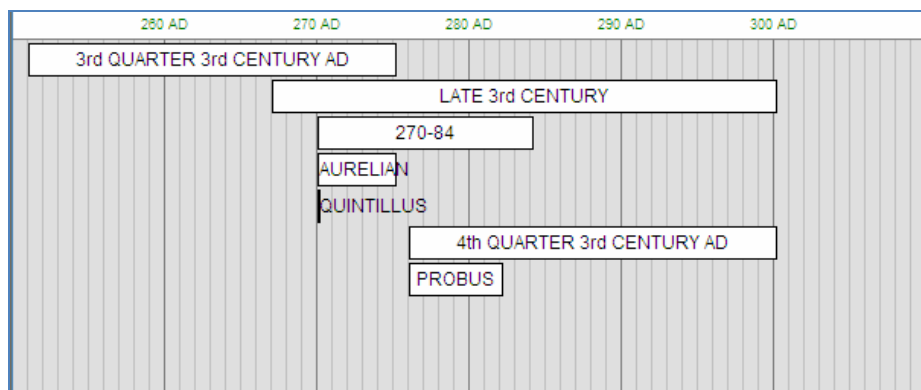 260 AD 270 AD 280 AD 290 AD 300 AD
3rd QUARTER 3rd CENTURY AD
LATE 3rd CENTURY
270-84
AURELIAN
QUINTILLUS
4th QUARTER 3rd CENTURY AD
PROBUS